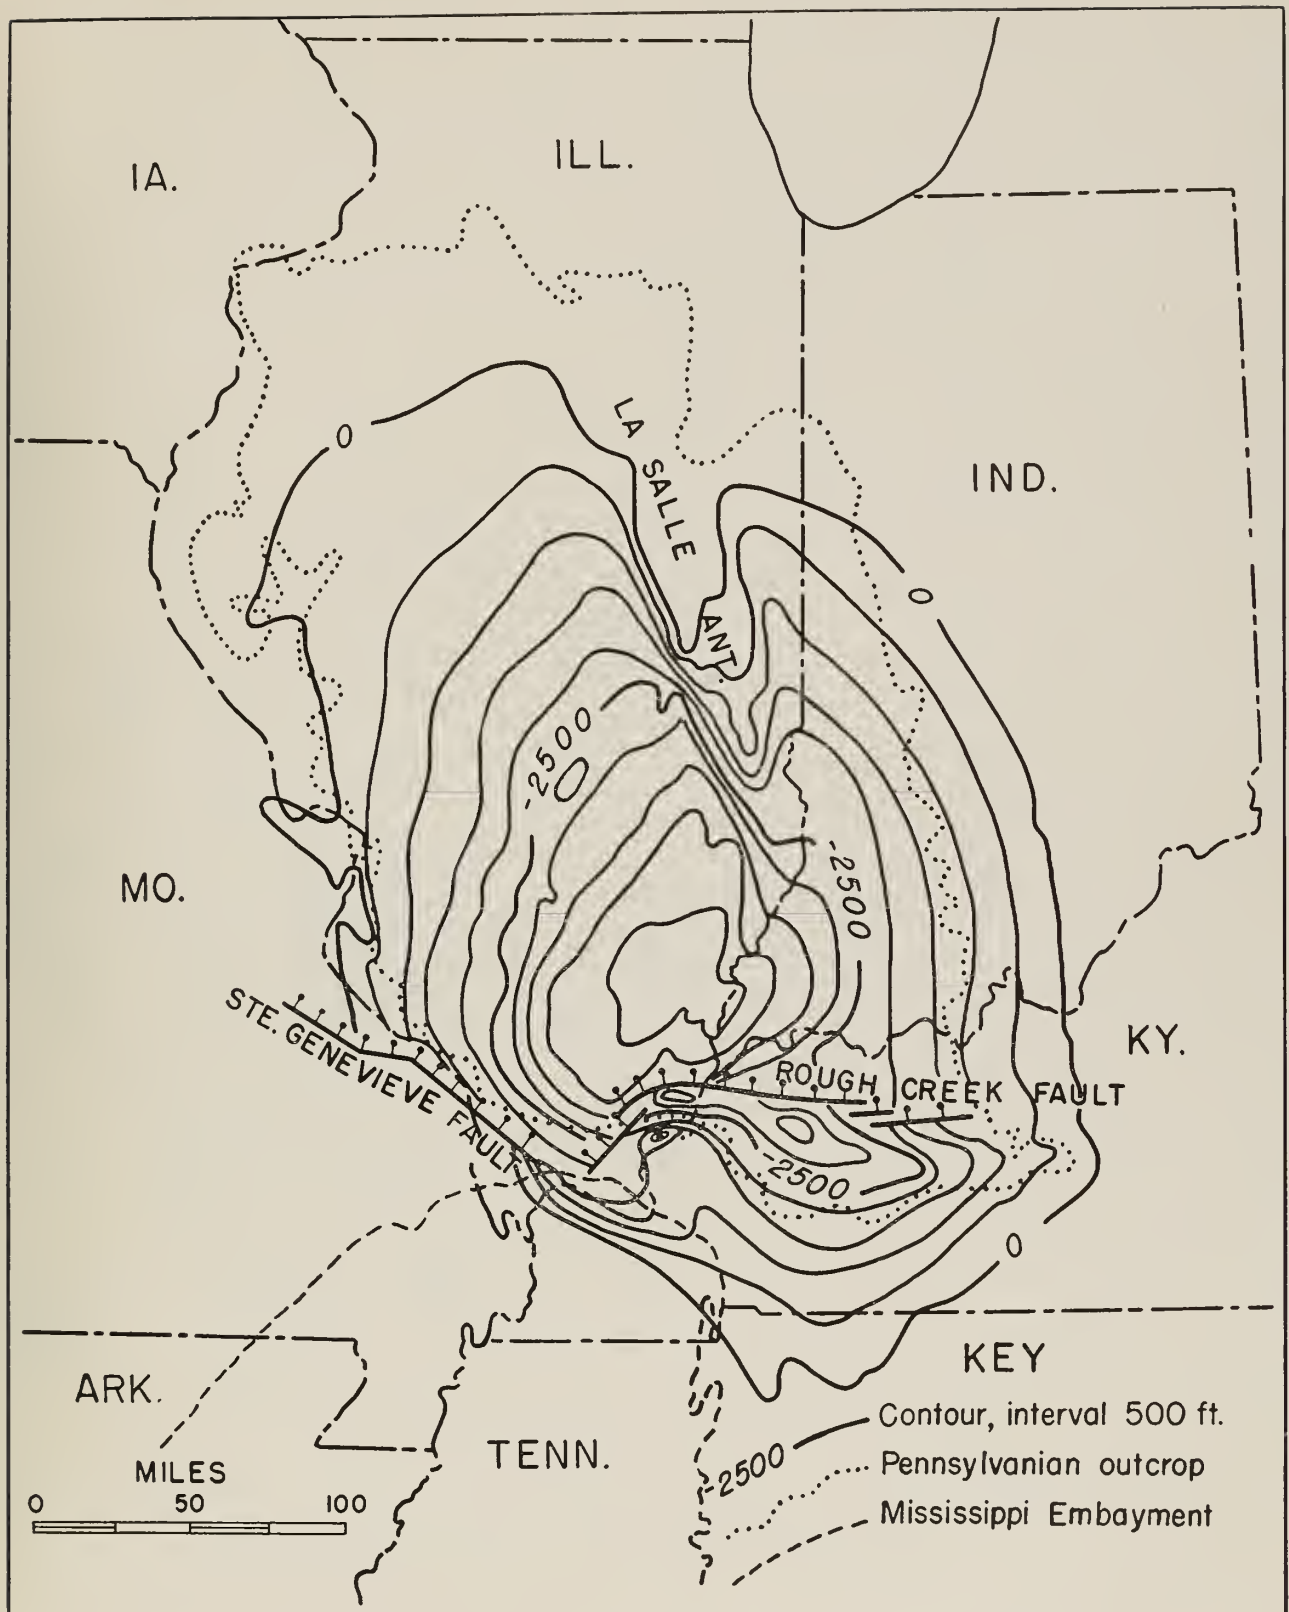 IA.
ILL.
IND.
LA SALLE ANT.
0
0
-2500
-2500
MO.
KY.
STE. GENEVIEVE FAULT
ROUGH CREEK FAULT
-2500
0
ARK.
TENN.
MILES
0 50 100
KEY
Contour, interval 500 ft.
-2500
Pennsylvanian outcrop
Mississippi Embayment